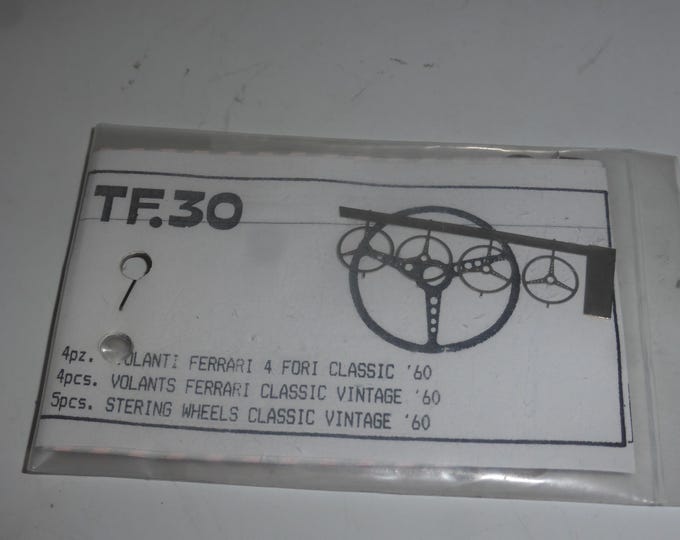 TF.30
4pz. VOLANTI FERRARI 4 FORI CLASSIC '60
4pcs. VOLANTS FERRARI CLASSIC VINTAGE '60
5pcs. STERING WHEELS CLASSIC VINTAGE '60